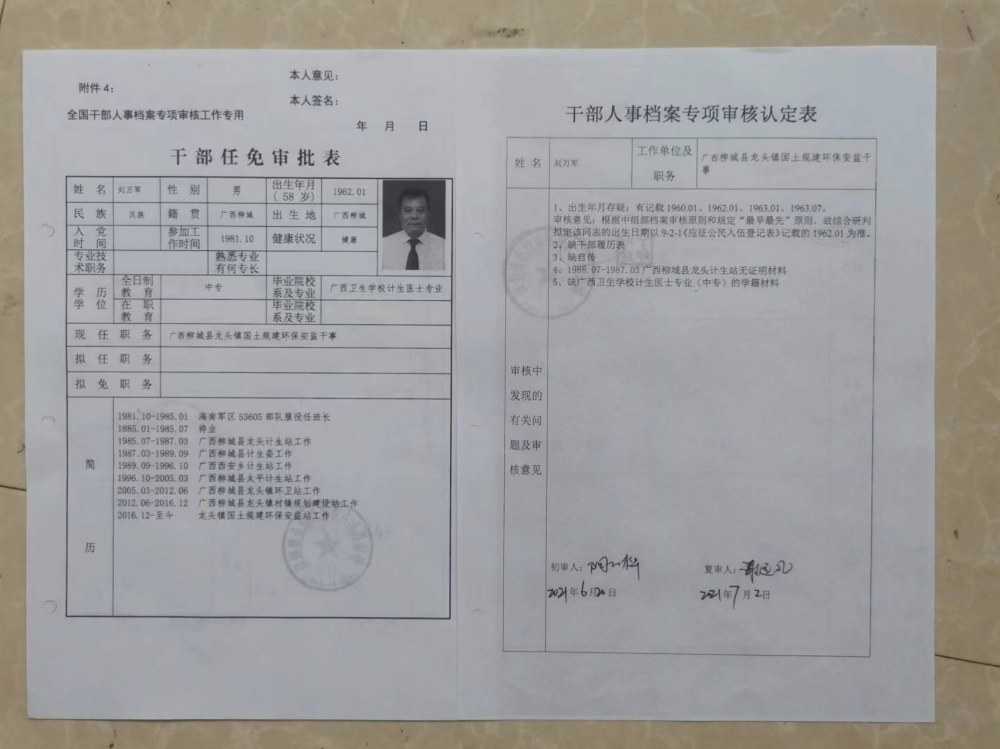 附件 4：
本人意见：
本人签名：
全国干部人事档案专项审核工作专用
年 月 日
干部任免审批表
姓 名 刘万军 性 别 男 出生年月（58 岁） 1962.01
民 族 汉族 籍 贯 广西柳城 出 生 地 广西柳城
入 党 时 间 参加工作时间 1981.10 健康状况 健康
专业技术职务 熟悉专业有何专长
学 历 学 位 全日制教 育 中专 毕业院校系及专业 广西卫生学校计生医士专业
在 职 教 育 毕业院校系及专业
现 任 职 务 广西柳城县龙头镇国土规建环保安监干事
拟 任 职 务
拟 免 职 务
简 历
1981.10-1985.01 海南军区 53605 部队服役任班长
1885.01-1985.07 待业
1985.07-1987.03 广西柳城县龙头计生站工作
1987.03-1989.09 广西柳城县计生委工作
1989.09-1996.10 广西西安乡计生站工作
1996.10-2005.03 广西柳城县太平计生站工作
2005.03-2012.06 广西柳城县龙头镇环卫站工作
2012.06-2016.12 广西柳城县龙头镇村镇规划建设站工作
2016.12-至今 龙头镇国土规建环保安监站工作
干部人事档案专项审核认定表
姓 名 刘万军 工作单位及职务 广西柳城县龙头镇国土规建环保安监干事
审核中发现的有关问题及审核意见
1、出生年月存疑：有记载 1960.01、1962.01、1963.01、1963.07。
审核意见：根据中组部档案审核原则和规定“最早最先”原则，故综合研判
拟定该同志的出生日期以 9-2-1《应征公民入伍登记表》记载的 1962.01 为准。
2、缺干部履历表
3、缺自传
4、1985.07-1987.03 广西柳城县龙头计生站无证明材料
5、缺广西卫生学校计生医士专业（中专）的学籍材料
初审人： 复审人：
2021年6月20日 2021年7月2日